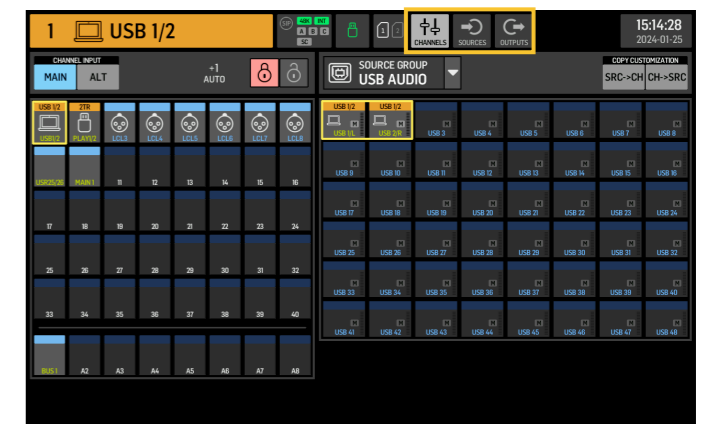 1 USB 1/2
SIP 48K INT
A B C
SC
1 2
CHANNELS SOURCES OUTPUTS
15:14:28
2024-01-25
CHANNEL INPUT
MAIN ALT
+1
AUTO
SOURCE GROUP
USB AUDIO
COPY CUSTOMIZATION
SRC->CH CH->SRC
USB 1/2 2TR
USB1/2 PLAY1/2 LCL3 LCL4 LCL5 LCL6 LCL7 LCL8
USB25/26 MAIN 1 11 12 13 14 15 16
17 18 19 20 21 22 23 24
25 26 27 28 29 30 31 32
33 34 35 36 37 38 39 40
BUS 1 A2 A3 A4 A5 A6 A7 A8
USB 1/2 USB 1/2
USB 1/L USB 2/R USB 3 USB 4 USB 5 USB 6 USB 7 USB 8
USB 9 USB 10 USB 11 USB 12 USB 13 USB 14 USB 15 USB 16
USB 17 USB 18 USB 19 USB 20 USB 21 USB 22 USB 23 USB 24
USB 25 USB 26 USB 27 USB 28 USB 29 USB 30 USB 31 USB 32
USB 33 USB 34 USB 35 USB 36 USB 37 USB 38 USB 39 USB 40
USB 41 USB 42 USB 43 USB 44 USB 45 USB 46 USB 47 USB 48